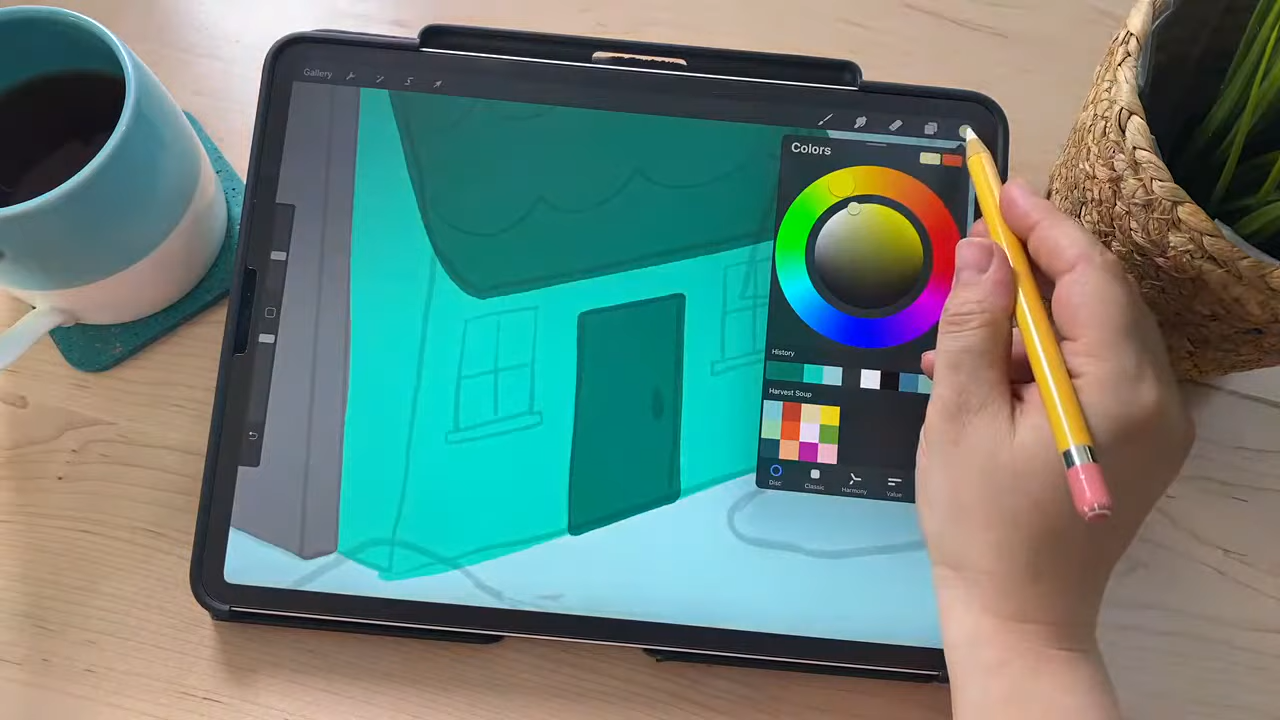 Gallery
Colors
History
Harvest Soup
Disc
Classic
Harmony
Value